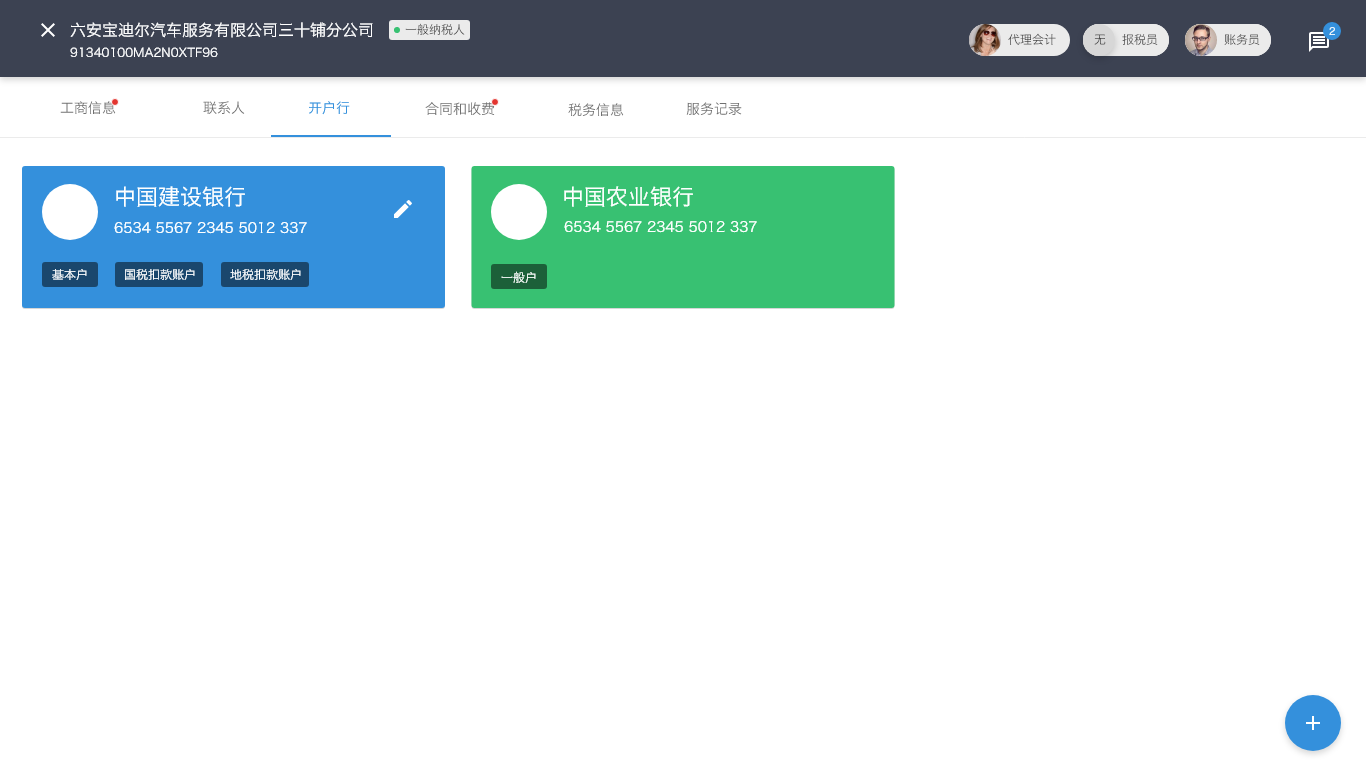 六安宝迪尔汽车服务有限公司三十铺分公司
一般纳税人
91340100MA2N0XTF96
代理会计
无
报税员
账务员
2
工商信息
联系人
开户行
合同和收费
税务信息
服务记录
中国建设银行
6534 5567 2345 5012 337
基本户
国税扣款账户
地税扣款账户
中国农业银行
6534 5567 2345 5012 337
一般户